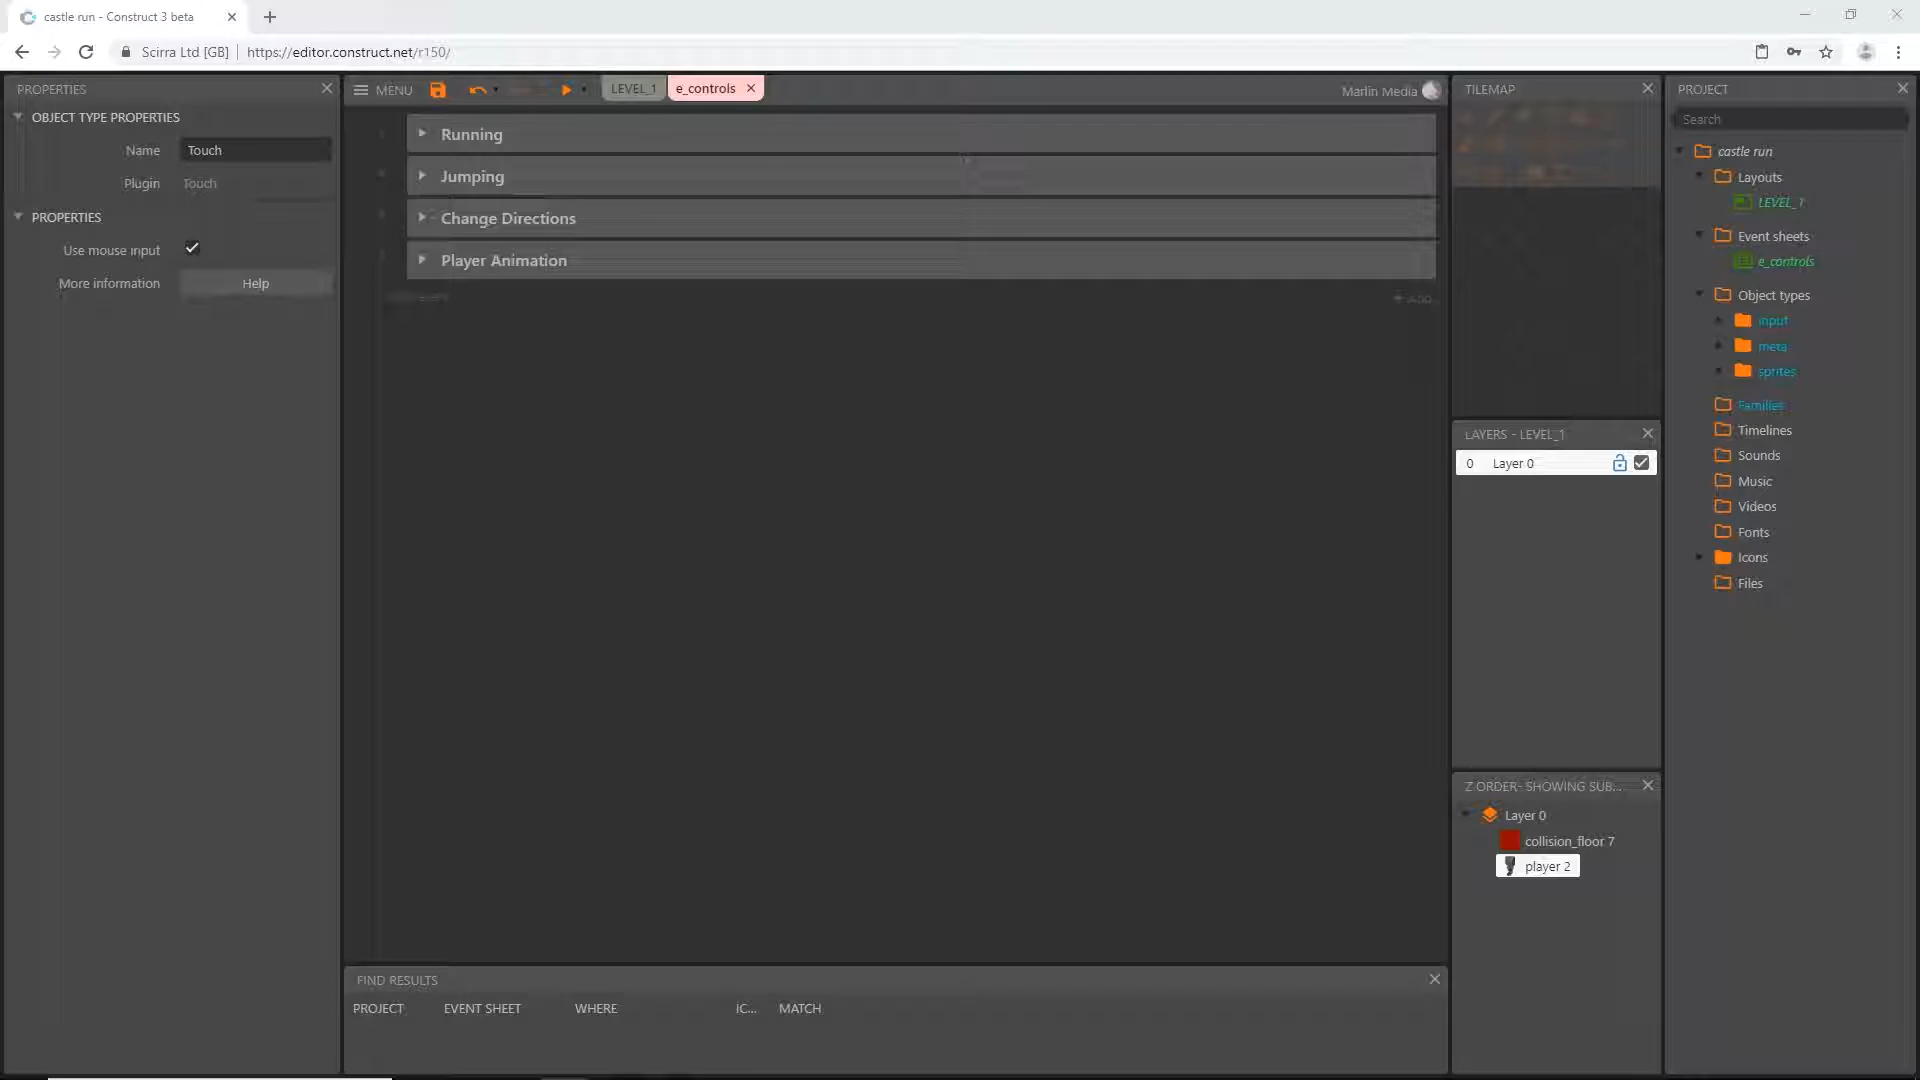 castle run - Construct 3 beta
Scirra Ltd [GB]
https://editor.construct.net/r150/
PROPERTIES
OBJECT TYPE PROPERTIES
Name
Touch
Plugin
Touch
PROPERTIES
Use mouse input
More information
Help
MENU
LEVEL_1
e_controls
Marlin Media
Running
Jumping
Change Directions
Player Animation
FIND RESULTS
PROJECT
EVENT SHEET
WHERE
IC...
MATCH
TILEMAP
LAYERS - LEVEL_1
0
Layer 0
Z ORDER- SHOWING SUB...
Layer 0
collision_floor 7
player 2
PROJECT
Search
castle run
Layouts
LEVEL_1
Event sheets
e_controls
Object types
input
meta
sprites
Families
Timelines
Sounds
Music
Videos
Fonts
Icons
Files